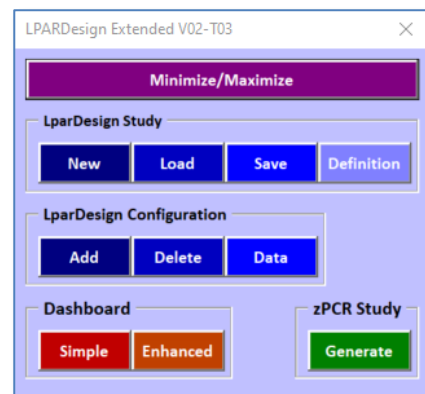 LPARDesign Extended V02-T03
Minimize/Maximize
LparDesign Study
New Load Save Definition
LparDesign Configuration
Add Delete Data
Dashboard zPCR Study
Simple Enhanced Generate